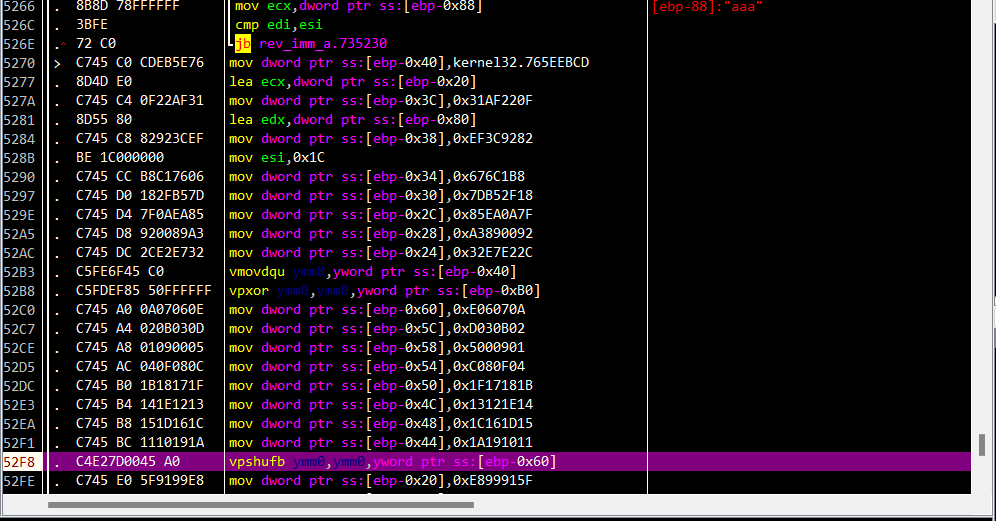 5266 . 8B8D 78FFFFFF mov ecx,dword ptr ss:[ebp-0x88] [ebp-88]:"aaa"
526C . 3BFE cmp edi,esi
526E .^ 72 C0 jb rev_imm_a.735230
5270 > C745 C0 CDEB5E76 mov dword ptr ss:[ebp-0x40],kernel32.765EEBCD
5277 . 8D4D E0 lea ecx,dword ptr ss:[ebp-0x20]
527A . C745 C4 0F22AF31 mov dword ptr ss:[ebp-0x3C],0x31AF220F
5281 . 8D55 80 lea edx,dword ptr ss:[ebp-0x80]
5284 . C745 C8 82923CEF mov dword ptr ss:[ebp-0x38],0xEF3C9282
528B . BE 1C000000 mov esi,0x1C
5290 . C745 CC B8C17606 mov dword ptr ss:[ebp-0x34],0x676C1B8
5297 . C745 D0 182FB57D mov dword ptr ss:[ebp-0x30],0x7DB52F18
529E . C745 D4 7F0AEA85 mov dword ptr ss:[ebp-0x2C],0x85EA0A7F
52A5 . C745 D8 920089A3 mov dword ptr ss:[ebp-0x28],0xA3890092
52AC . C745 DC 2CE2E732 mov dword ptr ss:[ebp-0x24],0x32E7E22C
52B3 . C5FE6F45 C0 vmovdqu ymm0,yword ptr ss:[ebp-0x40]
52B8 . C5FDEF85 50FFFFFF vpxor ymm0,ymm0,yword ptr ss:[ebp-0xB0]
52C0 . C745 A0 0A07060E mov dword ptr ss:[ebp-0x60],0xE06070A
52C7 . C745 A4 020B030D mov dword ptr ss:[ebp-0x5C],0xD030B02
52CE . C745 A8 01090005 mov dword ptr ss:[ebp-0x58],0x5000901
52D5 . C745 AC 040F080C mov dword ptr ss:[ebp-0x54],0xC080F04
52DC . C745 B0 1B18171F mov dword ptr ss:[ebp-0x50],0x1F17181B
52E3 . C745 B4 141E1213 mov dword ptr ss:[ebp-0x4C],0x13121E14
52EA . C745 B8 151D161C mov dword ptr ss:[ebp-0x48],0x1C161D15
52F1 . C745 BC 1110191A mov dword ptr ss:[ebp-0x44],0x1A191011
52F8 . C4E27D0045 A0 vpshufb ymm0,ymm0,yword ptr ss:[ebp-0x60]
52FE . C745 E0 5F9199E8 mov dword ptr ss:[ebp-0x20],0xE899915F